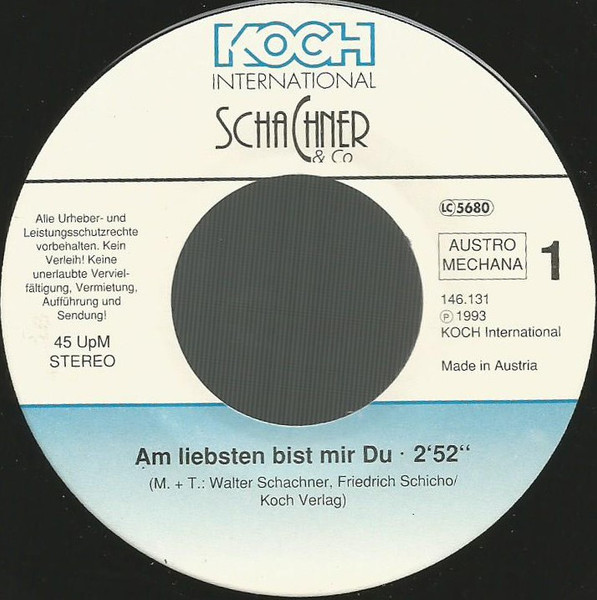 KOCH
INTERNATIONAL
SCHACHNER
& Co
Alle Urheber- und
Leistungsschutzrechte
vorbehalten. Kein
Verleih! Keine
unerlaubte Verviel-
fältigung, Vermietung,
Aufführung und
Sendung!
45 UpM
STEREO
LC 5680
AUSTRO
MECHANA
1
146.131
℗ 1993
KOCH International
Made in Austria
Am liebsten bist mir Du · 2'52"
(M. + T.: Walter Schachner, Friedrich Schicho/
Koch Verlag)